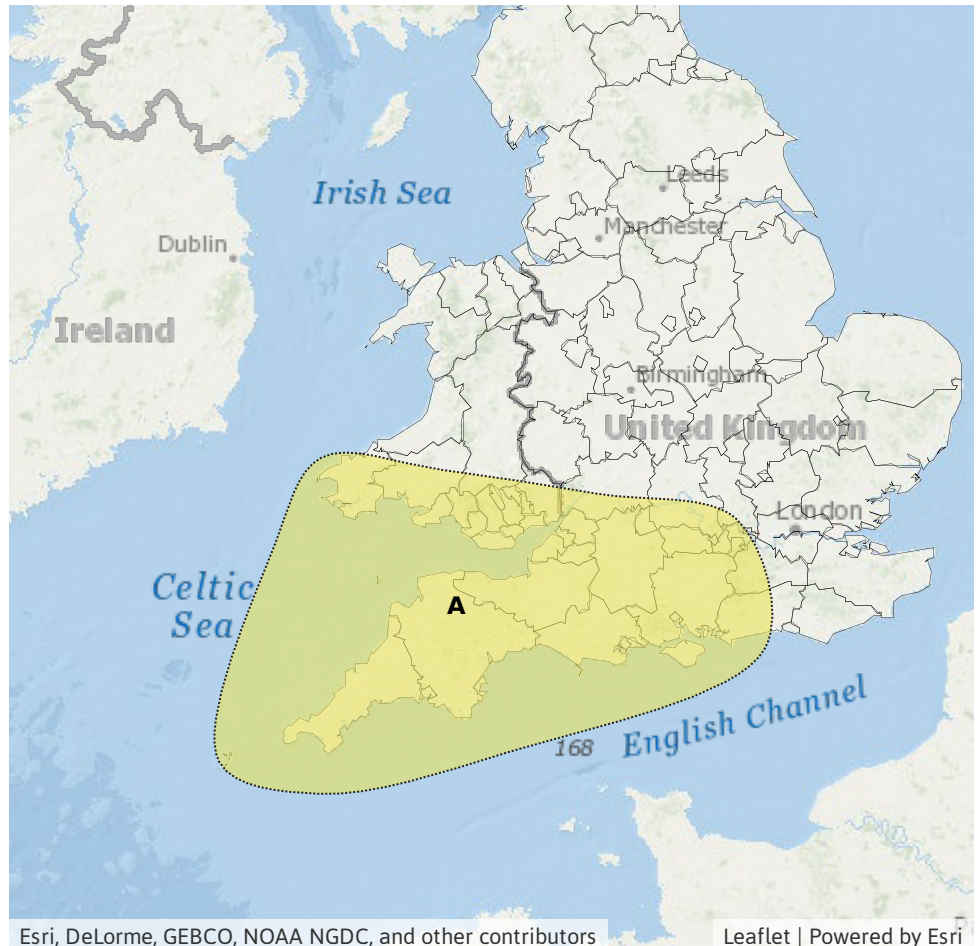 Leeds
Irish Sea
Manchester
Dublin
Ireland
Birmingham
United Kingdom
London
Celtic
Sea
A
English Channel
168
Esri, DeLorme, GEBCO, NOAA NGDC, and other contributors
Leaflet | Powered by Esri